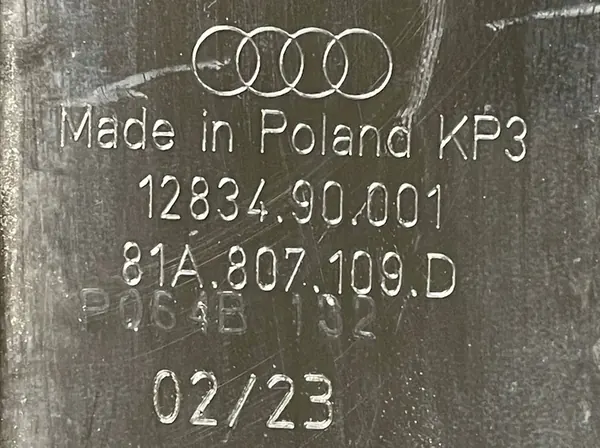 Made in Poland KP3
12834.90.001
81A.807.109.D
P064B 132
02/23